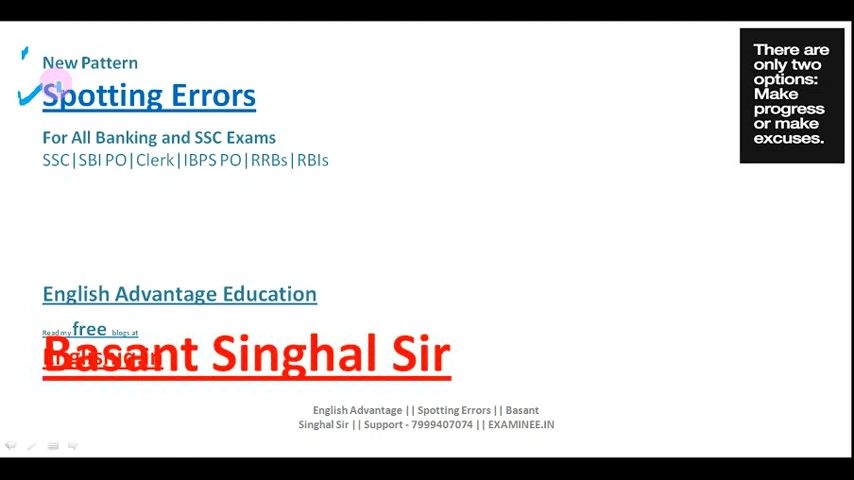 New Pattern
Spotting Errors
For All Banking and SSC Exams
SSC|SBI PO|Clerk|IBPS PO|RRBs|RBIs
There are
only two
options:
Make
progress
or make
excuses.
English Advantage Education
Read my free blogs at
Basant Singhal Sir
English Advantage || Spotting Errors || Basant
Singhal Sir || Support - 7999407074 || EXAMINEE.IN